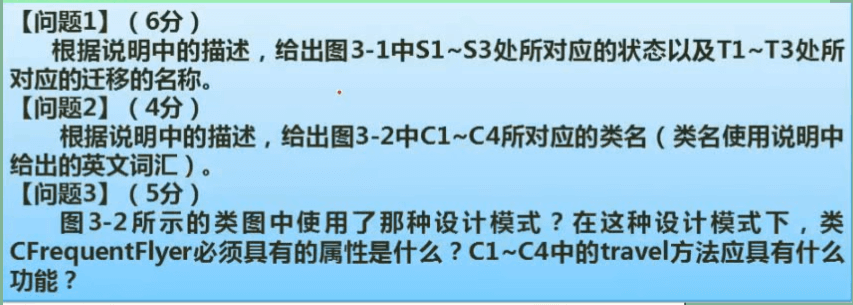 【问题1】（6分）
根据说明中的描述，给出图3-1中S1~S3处所对应的状态以及T1~T3处所
对应的迁移的名称。
【问题2】（4分）
根据说明中的描述，给出图3-2中C1~C4所对应的类名（类名使用说明中
给出的英文词汇）。
【问题3】（5分）
图3-2所示的类图中使用了那种设计模式？在这种设计模式下，类
CFrequentFlyer必须具有的属性是什么？C1~C4中的travel方法应具有什么
功能？